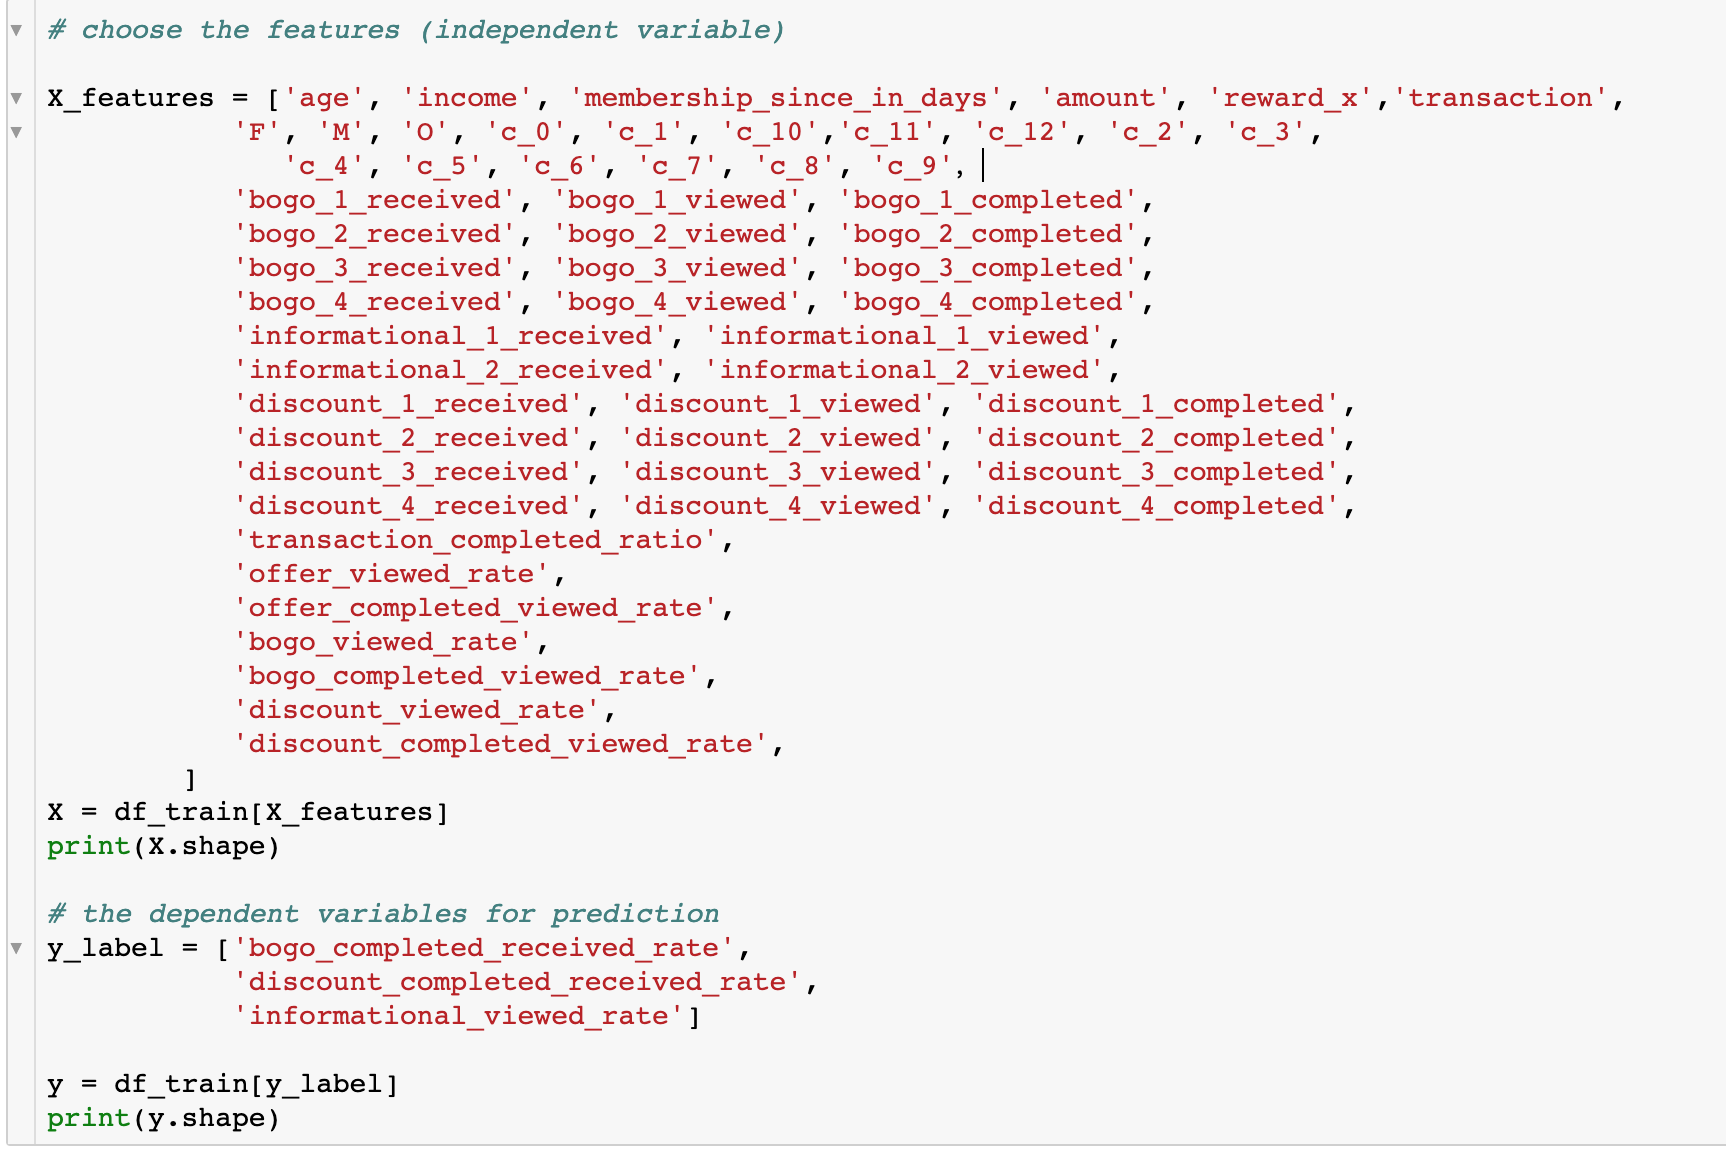 # choose the features (independent variable)
X_features = ['age', 'income', 'membership_since_in_days', 'amount', 'reward_x','transaction',
'F', 'M', 'O', 'c_0', 'c_1', 'c_10','c_11', 'c_12', 'c_2', 'c_3',
'c_4', 'c_5', 'c_6', 'c_7', 'c_8', 'c_9',
'bogo_1_received', 'bogo_1_viewed', 'bogo_1_completed',
'bogo_2_received', 'bogo_2_viewed', 'bogo_2_completed',
'bogo_3_received', 'bogo_3_viewed', 'bogo_3_completed',
'bogo_4_received', 'bogo_4_viewed', 'bogo_4_completed',
'informational_1_received', 'informational_1_viewed',
'informational_2_received', 'informational_2_viewed',
'discount_1_received', 'discount_1_viewed', 'discount_1_completed',
'discount_2_received', 'discount_2_viewed', 'discount_2_completed',
'discount_3_received', 'discount_3_viewed', 'discount_3_completed',
'discount_4_received', 'discount_4_viewed', 'discount_4_completed',
'transaction_completed_ratio',
'offer_viewed_rate',
'offer_completed_viewed_rate',
'bogo_viewed_rate',
'bogo_completed_viewed_rate',
'discount_viewed_rate',
'discount_completed_viewed_rate',
]
X = df_train[X_features]
print(X.shape)
# the dependent variables for prediction
y_label = ['bogo_completed_received_rate',
'discount_completed_received_rate',
'informational_viewed_rate']
y = df_train[y_label]
print(y.shape)